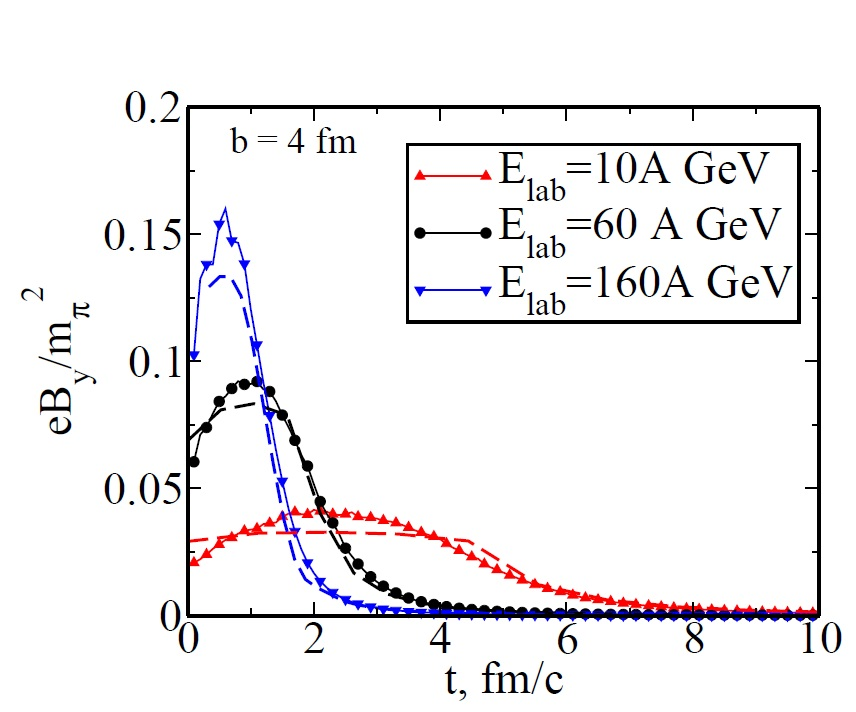 0.2
b = 4 fm
E_lab=10A GeV
E_lab=60 A GeV
E_lab=160A GeV
0.15
0.1
0.05
0
eB_y/m_π^2
0 2 4 6 8 10
t, fm/c